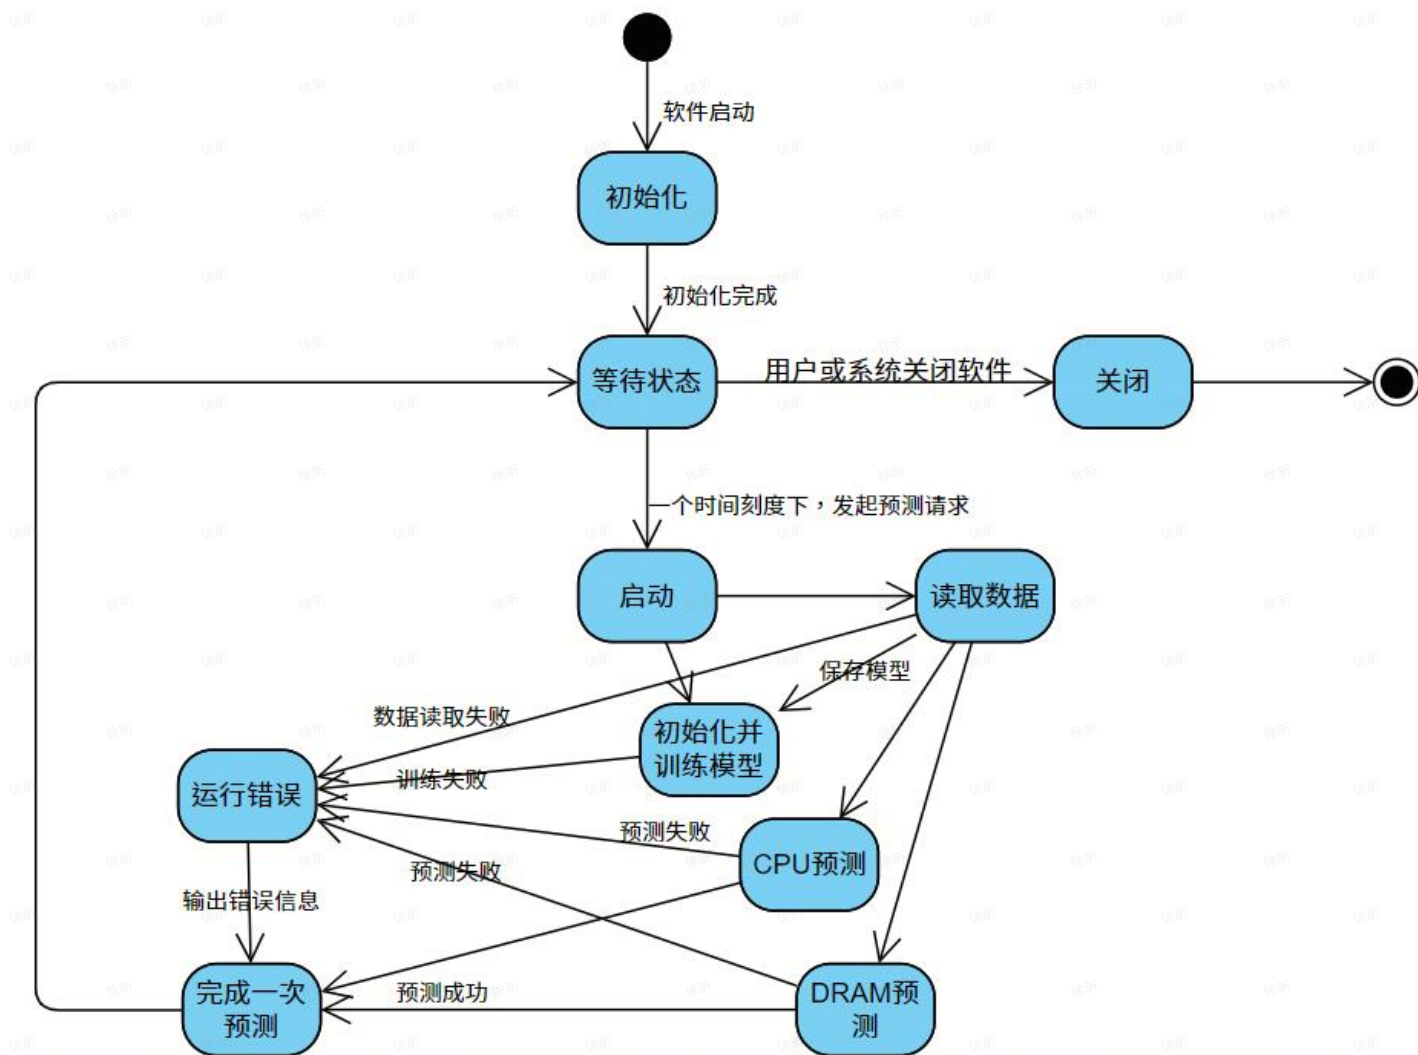 软件启动
初始化
初始化完成
等待状态
用户或系统关闭软件
关闭
一个时间刻度下，发起预测请求
启动
读取数据
保存模型
数据读取失败
初始化并
训练模型
训练失败
运行错误
预测失败
CPU预测
预测失败
输出错误信息
完成一次
预测
预测成功
DRAM预
测